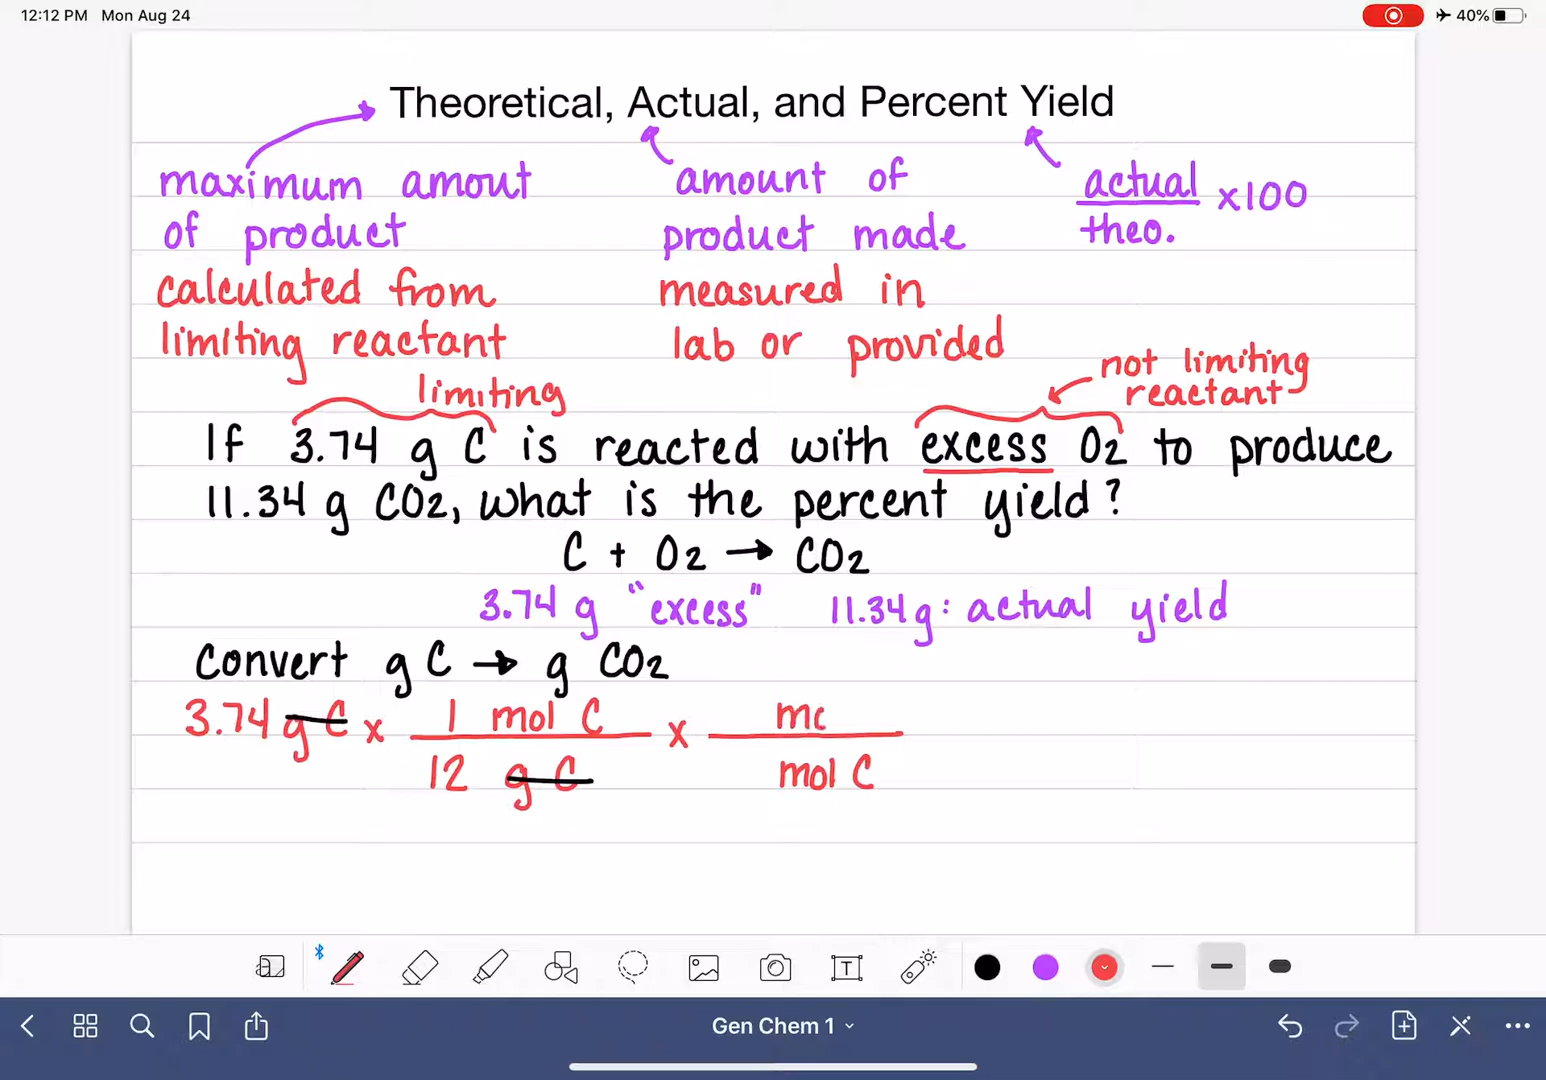 12:12 PM Mon Aug 24
40%
Theoretical, Actual, and Percent Yield
maximum amout
of product
calculated from
limiting reactant
amount of
product made
measured in
lab or provided
actual
theo.
x100
limiting
not limiting
reactant
If 3.74 g C is reacted with excess O2 to produce
11.34 g CO2, what is the percent yield?
C + O2 → CO2
3.74 g "excess" 11.34 g: actual yield
Convert g C → g CO2
3.74 g C x 1 mol C x mc
12 g C mol C
T
Gen Chem 1